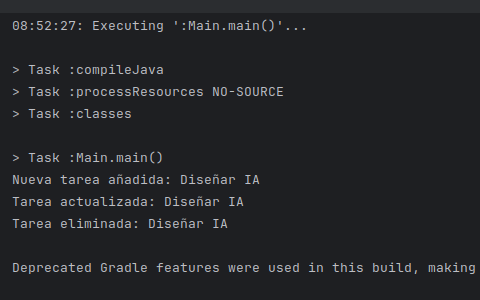 08:52:27: Executing ':Main.main()'...
> Task :compileJava
> Task :processResources NO-SOURCE
> Task :classes
> Task :Main.main()
Nueva tarea añadida: Diseñar IA
Tarea actualizada: Diseñar IA
Tarea eliminada: Diseñar IA
Deprecated Gradle features were used in this build, making